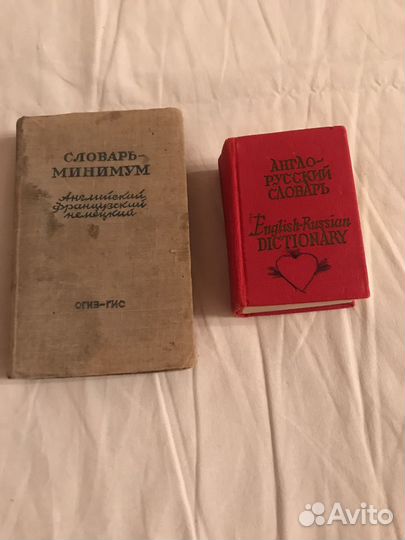 СЛОВАРЬ-
МИНИМУМ
Английский
французский
немецкий
ОГИЗ-ГИС
АНГЛО-
РУССКИЙ
СЛОВАРЬ
English-Russian
DICTIONARY
Avito